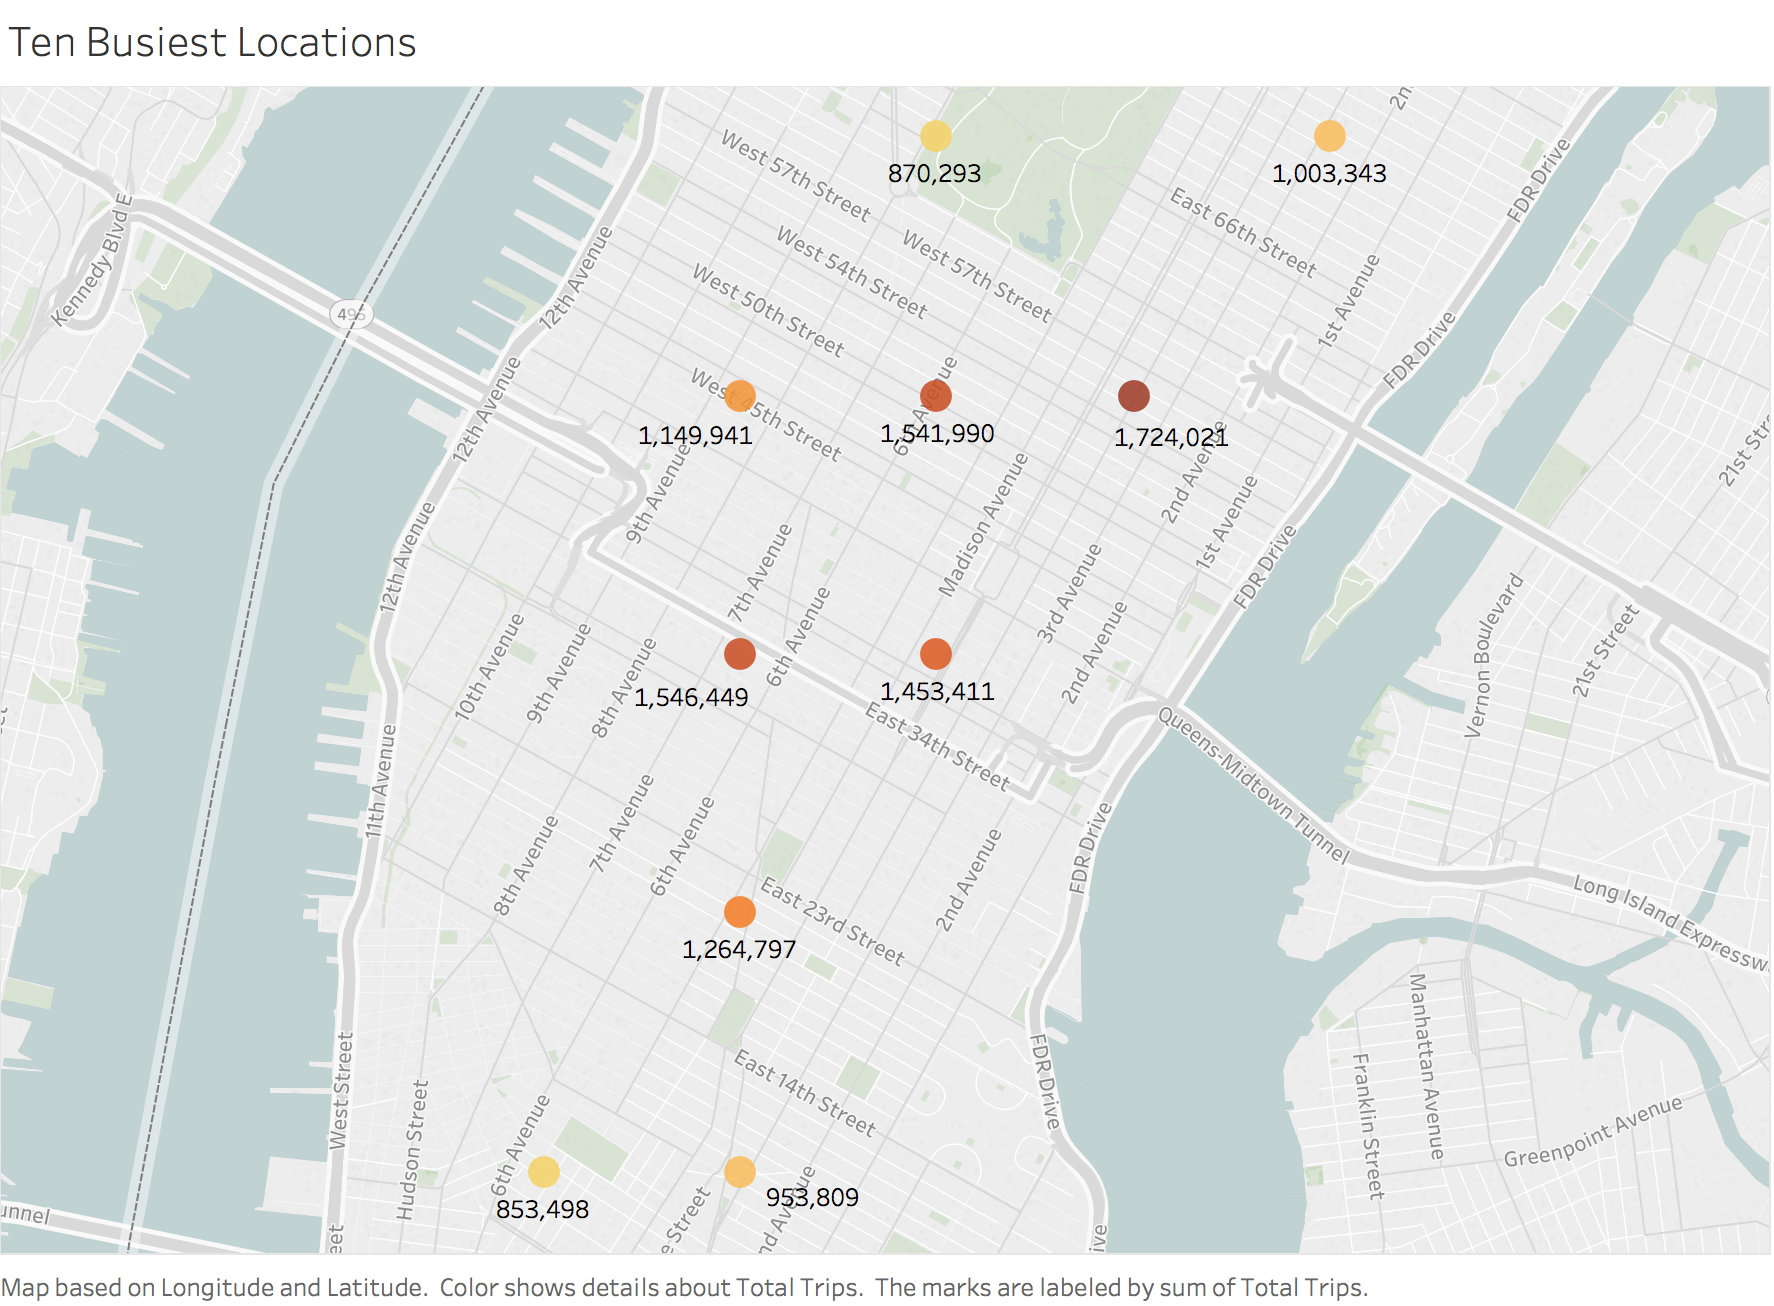 Ten Busiest Locations
2n
West 57th Street
870,293
1,003,343
FDR Drive
Kennedy Blvd E
East 66th Street
West 54th Street
West 57th Street
12th Avenue
West 50th Street
1st Avenue
495
FDR Drive
12th Avenue
West 45th Street
6th Avenue
1,149,941
1,541,990
1,724,021
21st Str
9th Avenue
Madison Avenue
2nd Avenue
1st Avenue
12th Avenue
7th Avenue
3rd Avenue
FDR Drive
10th Avenue
9th Avenue
8th Avenue
6th Avenue
2nd Avenue
Vernon Boulevard
21st Street
1,546,449
1,453,411
East 34th Street
Queens-Midtown Tunnel
11th Avenue
8th Avenue
7th Avenue
6th Avenue
2nd Avenue
FDR Drive
East 23rd Street
Long Island Expressw
1,264,797
West Street
Hudson Street
East 14th Street
FDR Drive
Manhattan Avenue
Franklin Street
Greenpoint Avenue
6th Avenue
853,498
953,809
unnel
eet
e Street
nd Avenue
ive
Map based on Longitude and Latitude.  Color shows details about Total Trips.  The marks are labeled by sum of Total Trips.